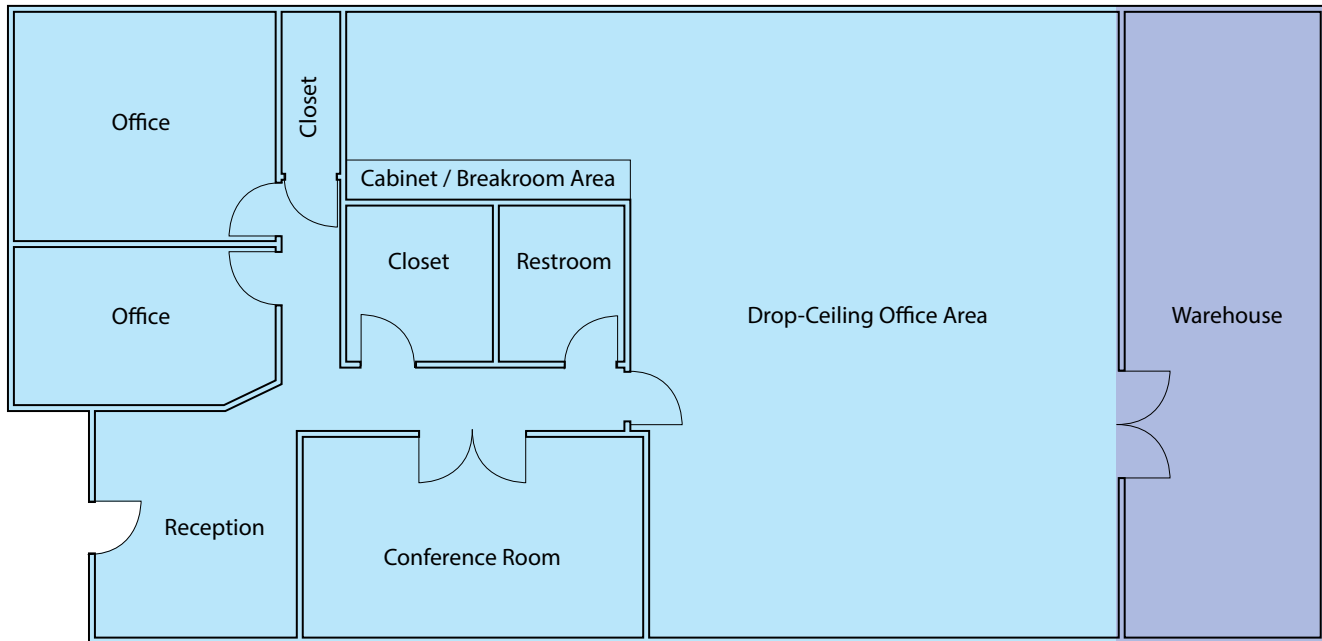 Office
Closet
Cabinet / Breakroom Area
Closet
Restroom
Office
Drop-Ceiling Office Area
Warehouse
Reception
Conference Room